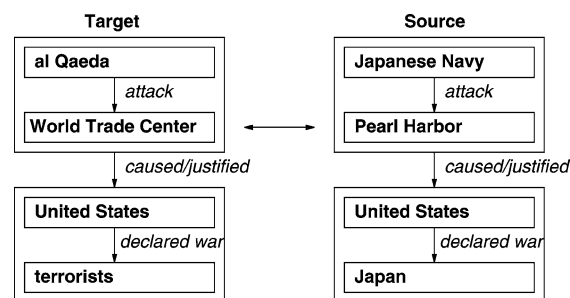 Target
Source
al Qaeda
Japanese Navy
attack
attack
World Trade Center
Pearl Harbor
caused/justified
caused/justified
United States
United States
declared war
declared war
terrorists
Japan